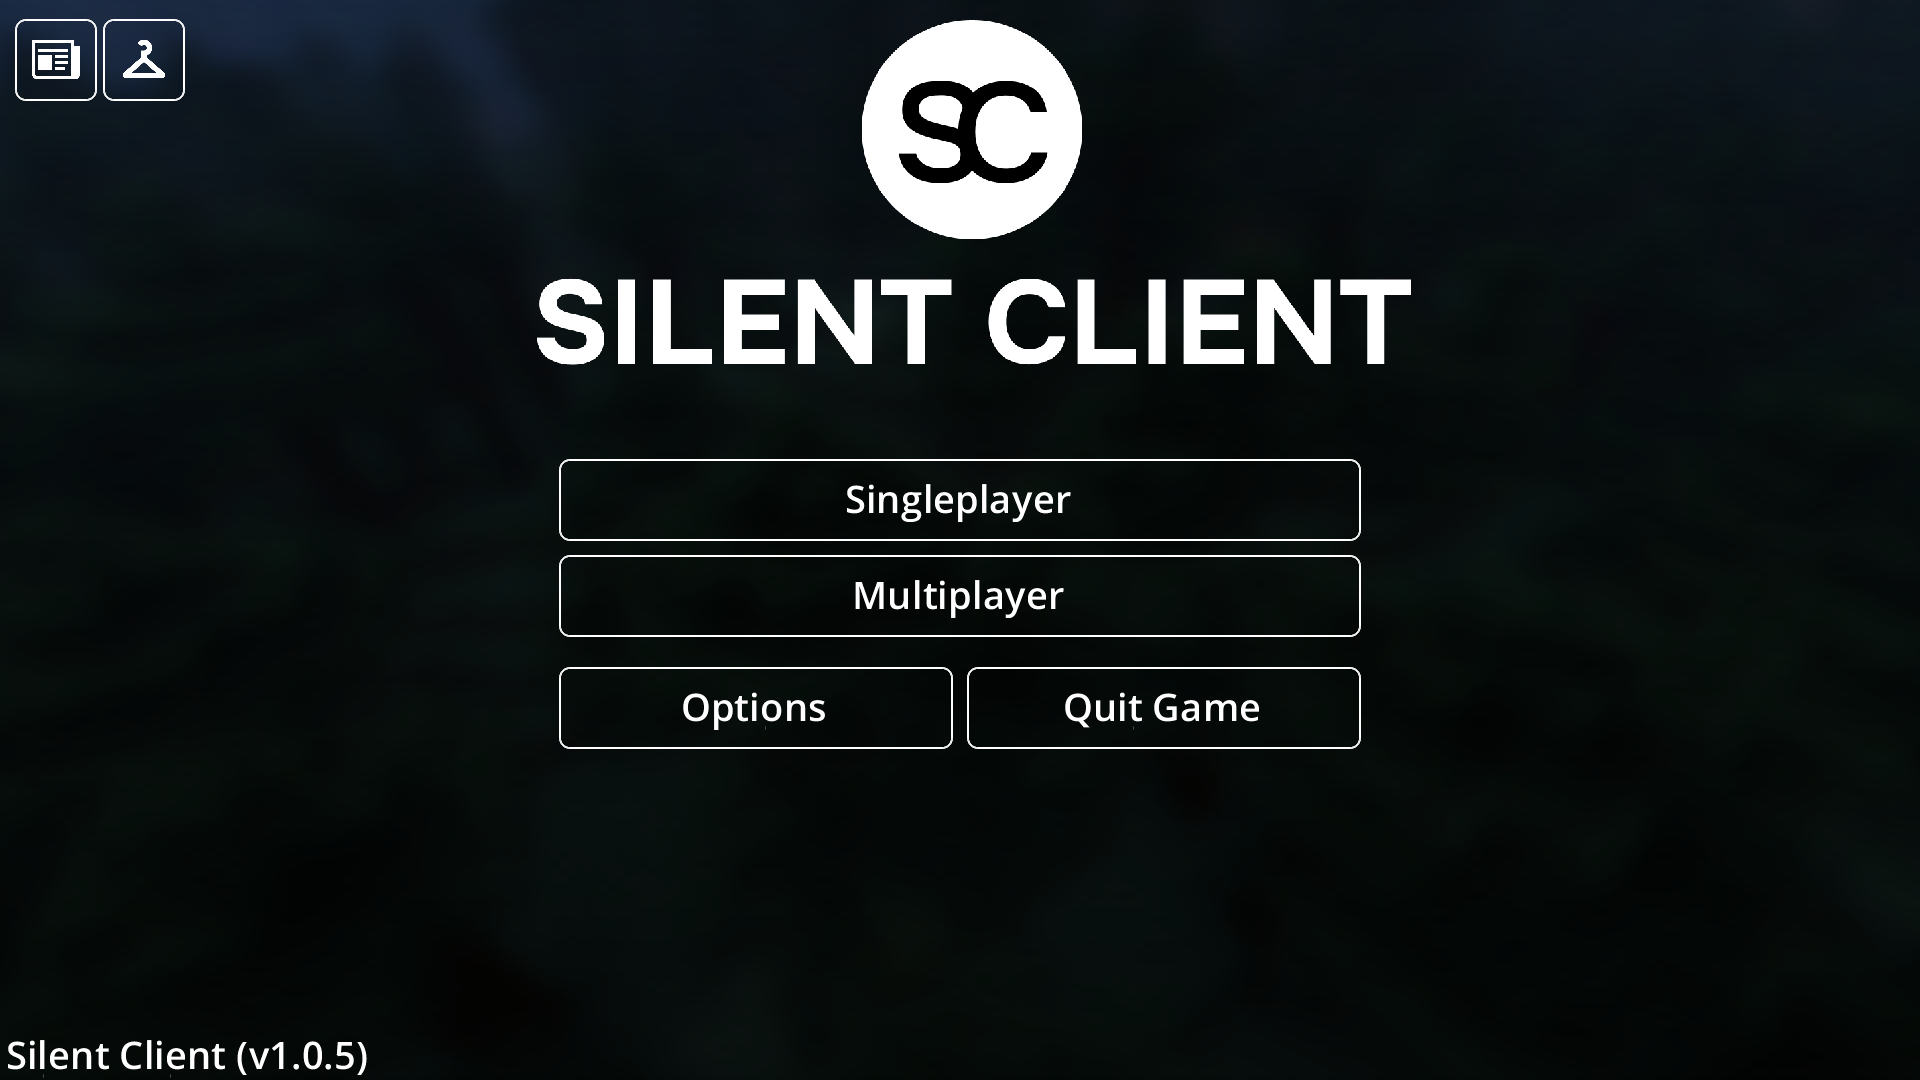 SC
SILENT CLIENT
Singleplayer
Multiplayer
Options
Quit Game
Silent Client (v1.0.5)